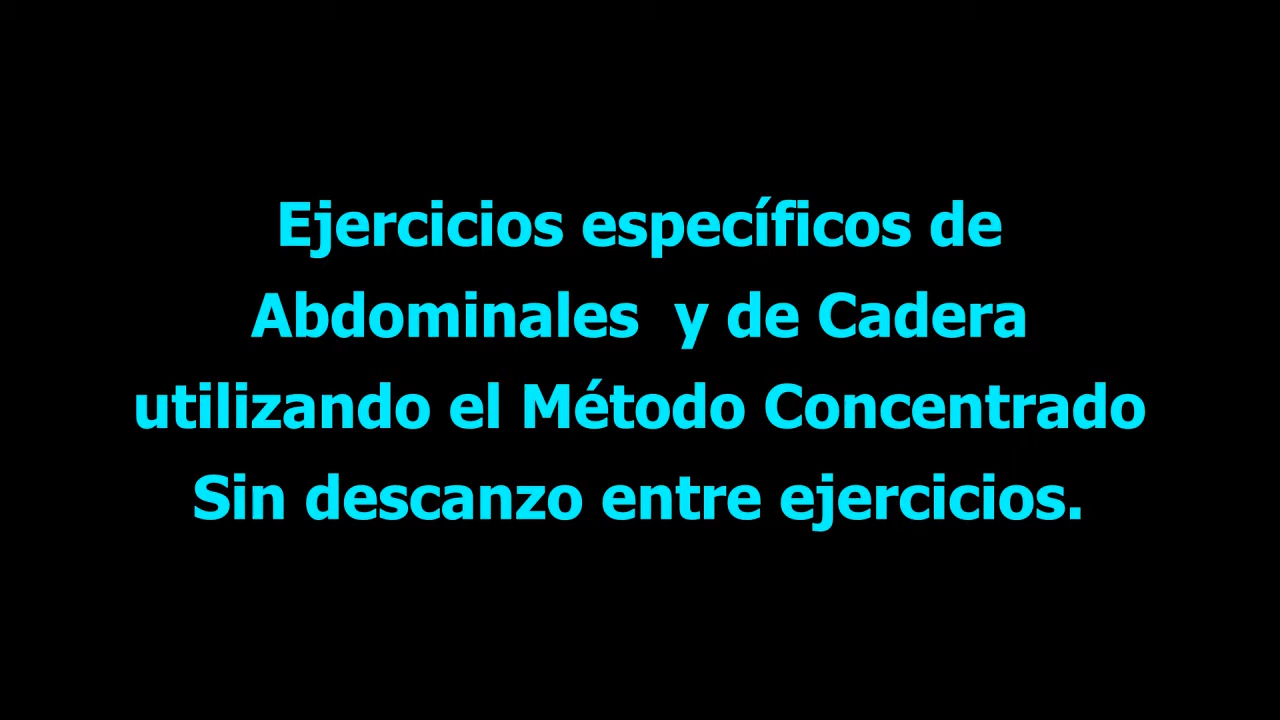 Ejercicios específicos de
Abdominales  y de Cadera
utilizando el Método Concentrado
Sin descanzo entre ejercicios.